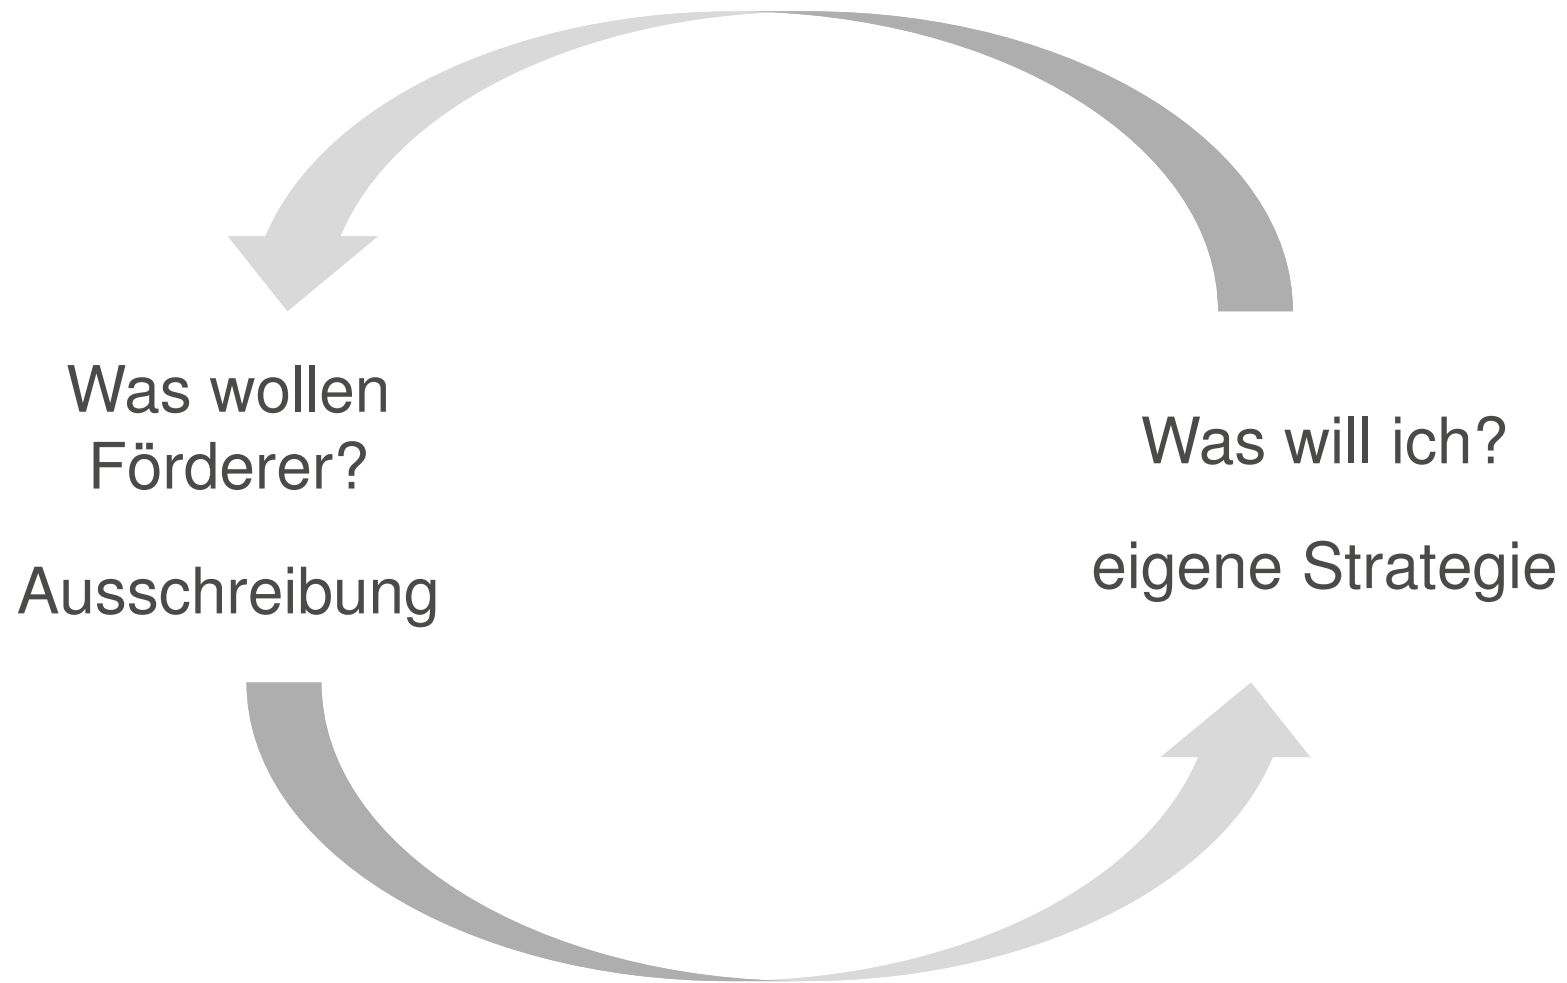 Was wollen
Förderer?
Ausschreibung
Was will ich?
eigene Strategie